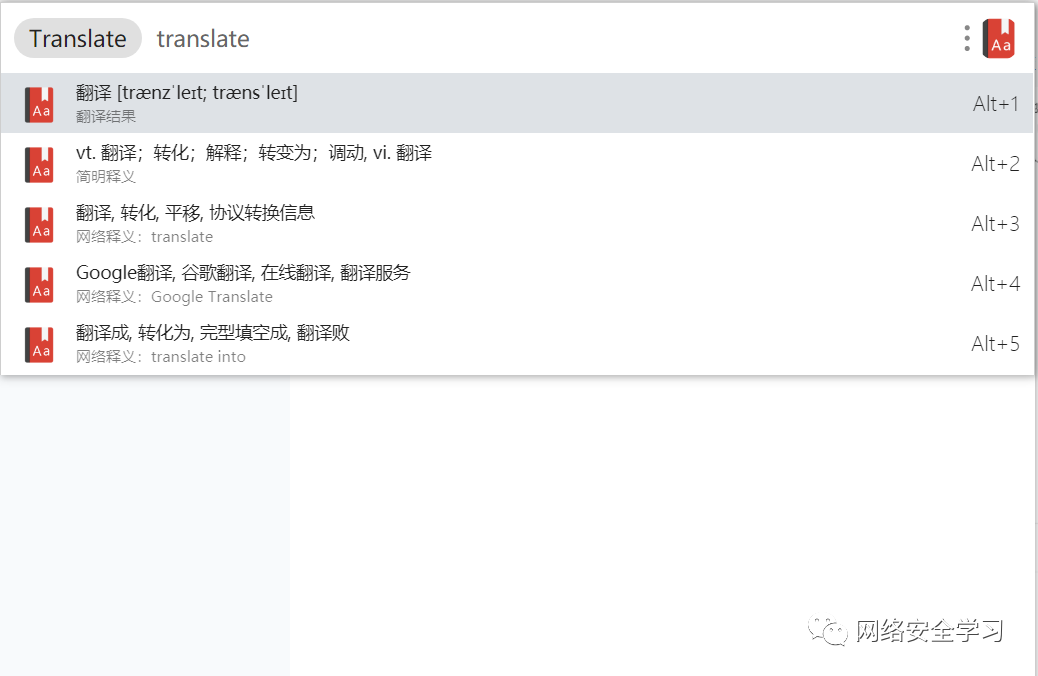 Translate translate
Aa
翻译 [trænzˈleɪt; trænsˈleɪt]
Alt+1
Aa
翻译结果
vt. 翻译；转化；解释；转变为；调动, vi. 翻译
Alt+2
Aa
简明释义
翻译, 转化, 平移, 协议转换信息
Alt+3
Aa
网络释义：translate
Google翻译, 谷歌翻译, 在线翻译, 翻译服务
Alt+4
Aa
网络释义：Google Translate
翻译成, 转化为, 完型填空成, 翻译败
Alt+5
Aa
网络释义：translate into
网络安全学习